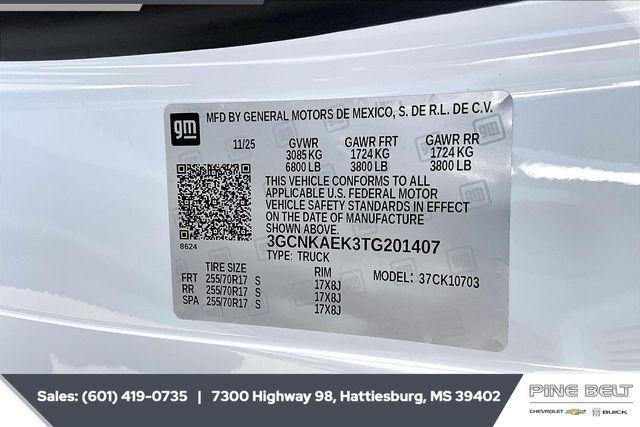 MFD BY GENERAL MOTORS DE MEXICO, S. DE R.L. DE C.V.
gm
11/25 GVWR GAWR FRT GAWR RR
3085 KG 1724 KG 1724 KG
6800 LB 3800 LB 3800 LB
THIS VEHICLE CONFORMS TO ALL
APPLICABLE U.S. FEDERAL MOTOR
VEHICLE SAFETY STANDARDS IN EFFECT
ON THE DATE OF MANUFACTURE
SHOWN ABOVE.
8624
3GCNKAEK3TG201407
TYPE: TRUCK
TIRE SIZE RIM MODEL: 37CK10703
FRT 255/70R17 S 17X8J
RR 255/70R17 S 17X8J
SPA 255/70R17 S 17X8J
Sales: (601) 419-0735 | 7300 Highway 98, Hattiesburg, MS 39402
PINE BELT
CHEVROLET BUICK